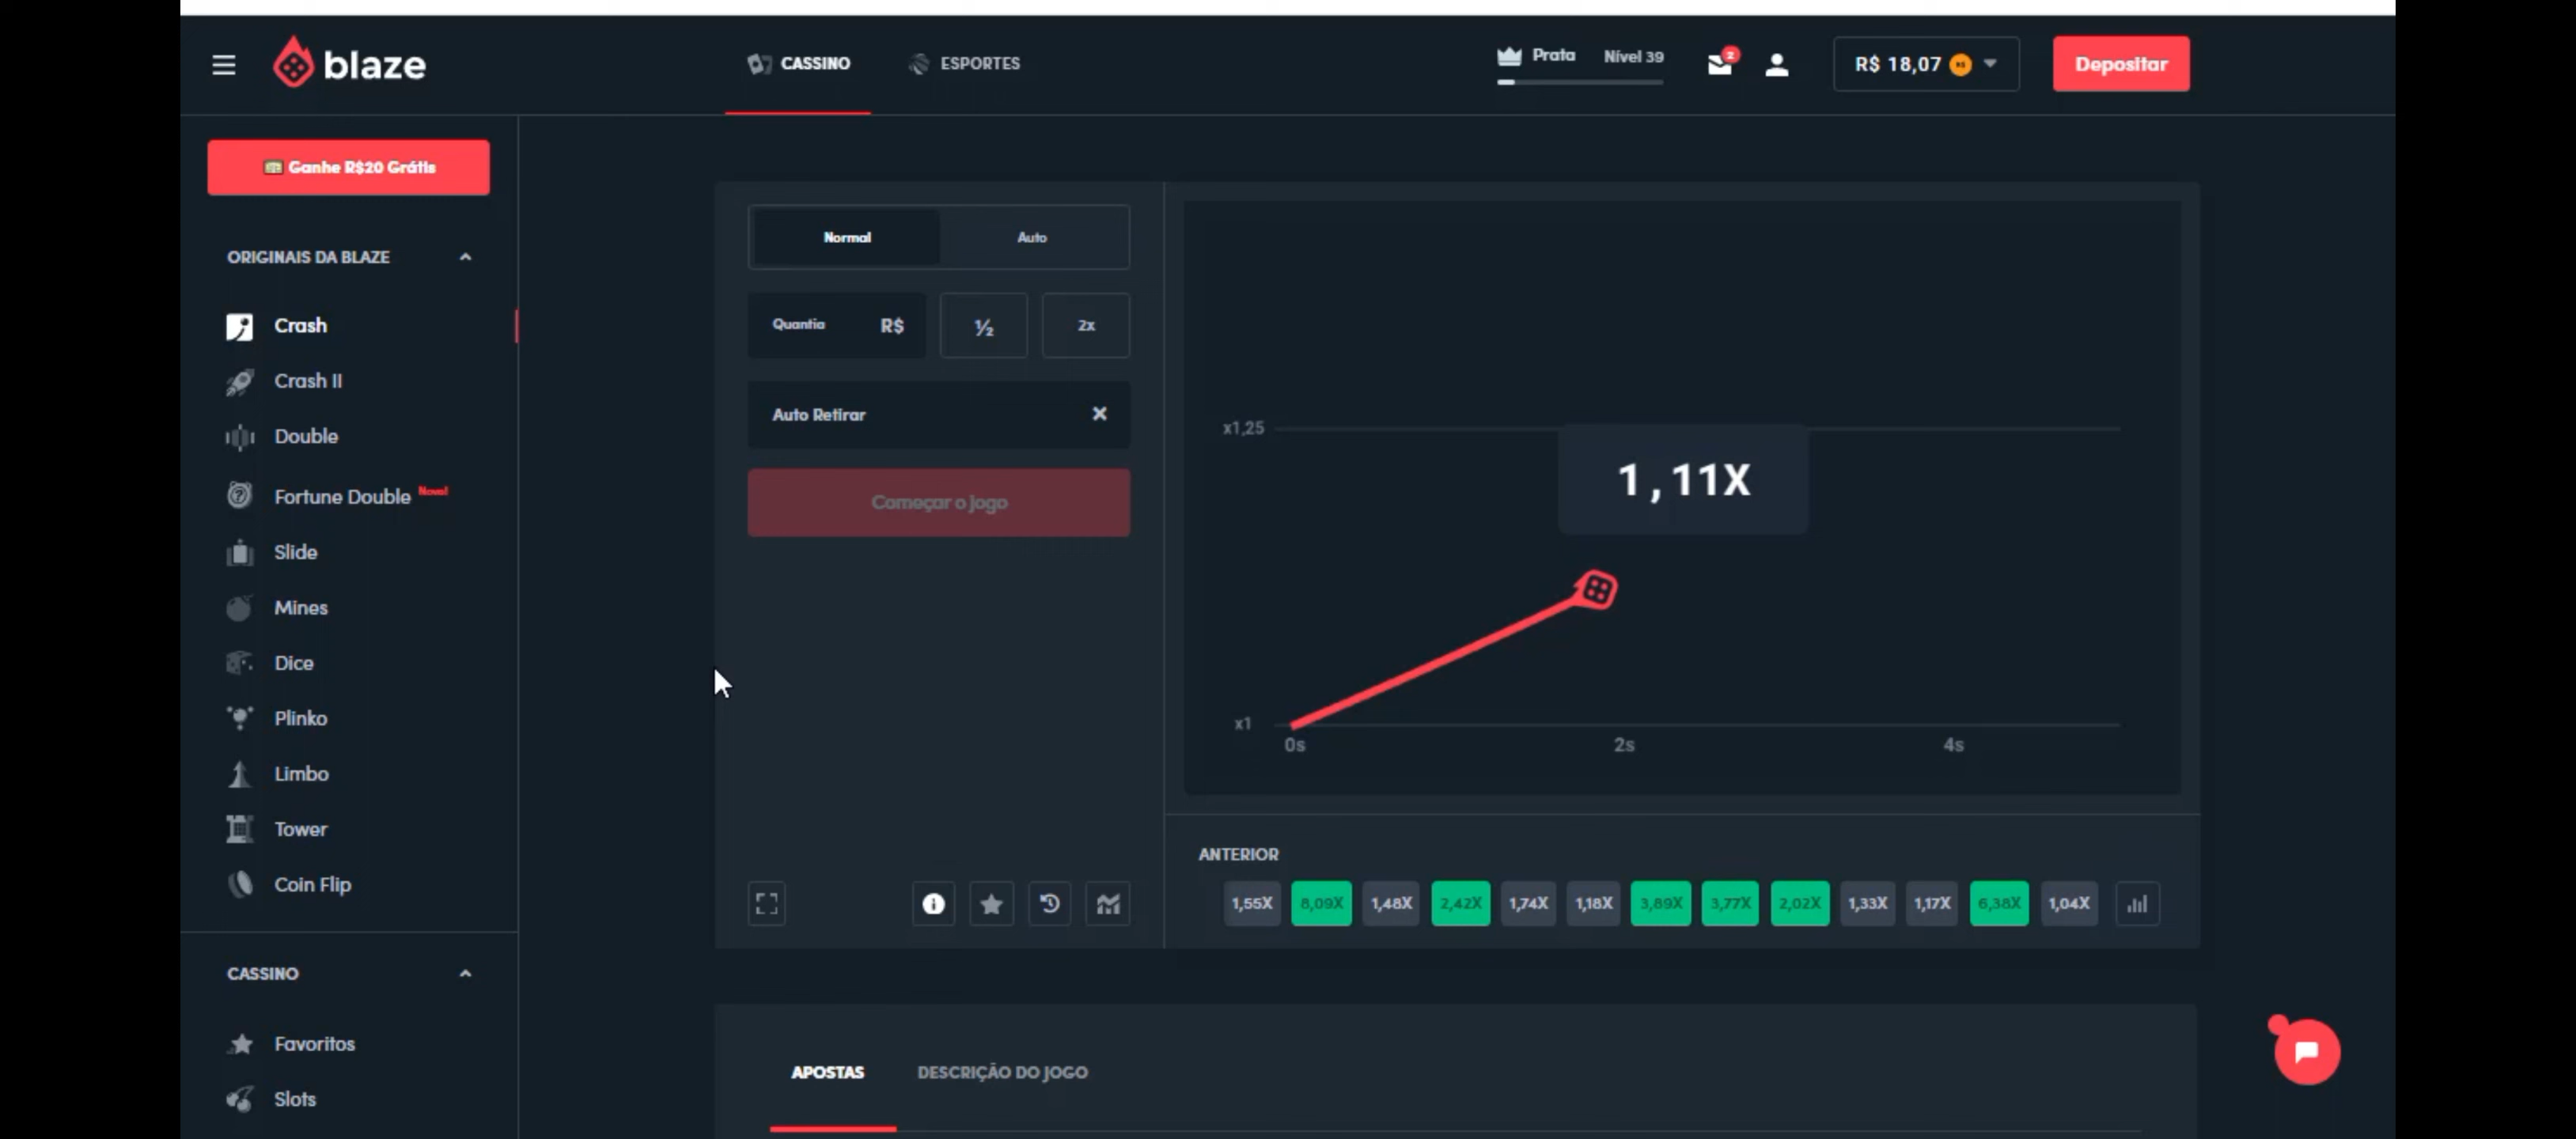 blaze
CASSINO
ESPORTES
Prata Nível 39
2
R$ 18,07
Depositar
Ganhe R$20 Grátis
ORIGINAIS DA BLAZE
Crash
Crash II
Double
Fortune Double Novo!
Slide
Mines
Dice
Plinko
Limbo
Tower
Coin Flip
CASSINO
Favoritos
Slots
Normal Auto
Quantia R$ ½ 2x
Auto Retirar
Começar o jogo
x1,25
1,11X
x1
0s 2s 4s
ANTERIOR
1,55X 8,09X 1,48X 2,42X 1,74X 1,18X 3,89X 3,77X 2,02X 1,33X 1,17X 6,38X 1,04X
APOSTAS DESCRIÇÃO DO JOGO